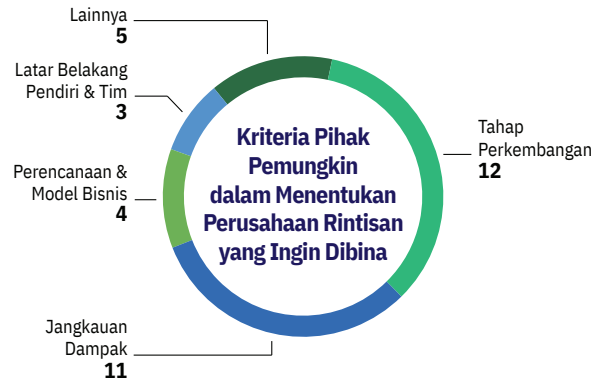 Lainnya
5
Latar Belakang
Pendiri & Tim
3
Perencanaan &
Model Bisnis
4
Jangkauan
Dampak
11
Kriteria Pihak
Pemungkin
dalam Menentukan
Perusahaan Rintisan
yang Ingin Dibina
Tahap
Perkembangan
12